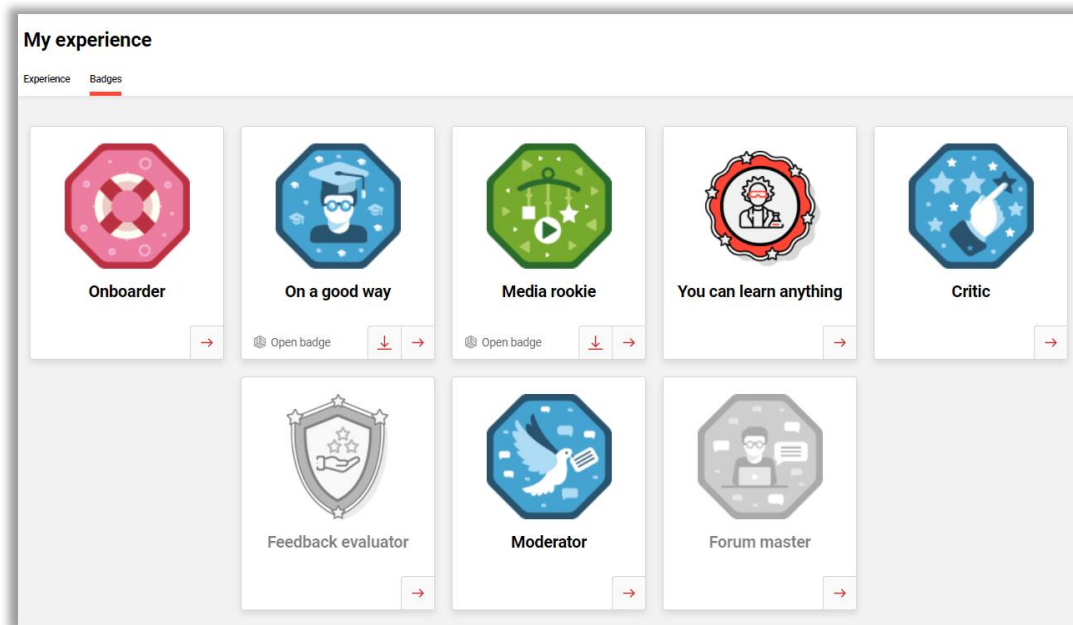 My experience
Experience Badges
Onboarder
On a good way
Open badge
Media rookie
Open badge
You can learn anything
Critic
Feedback evaluator
Moderator
Forum master